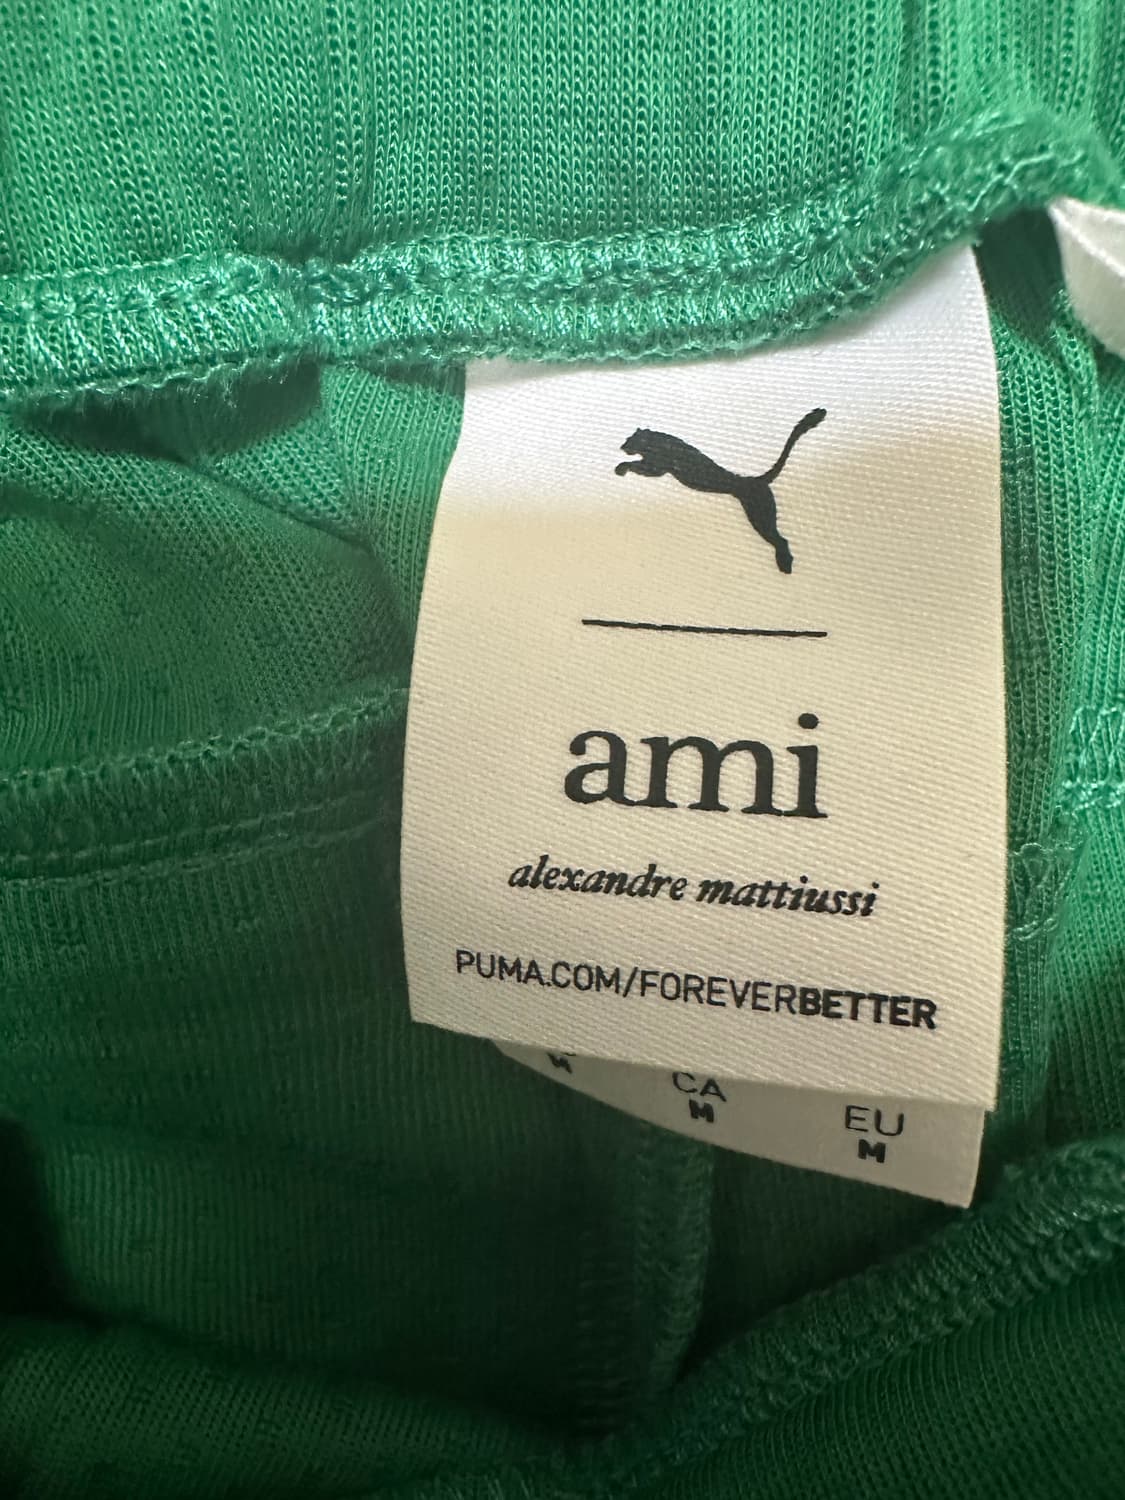 ami
alexandre mattiussi
PUMA.COM/FOREVERBETTER
CA
M
EU
M